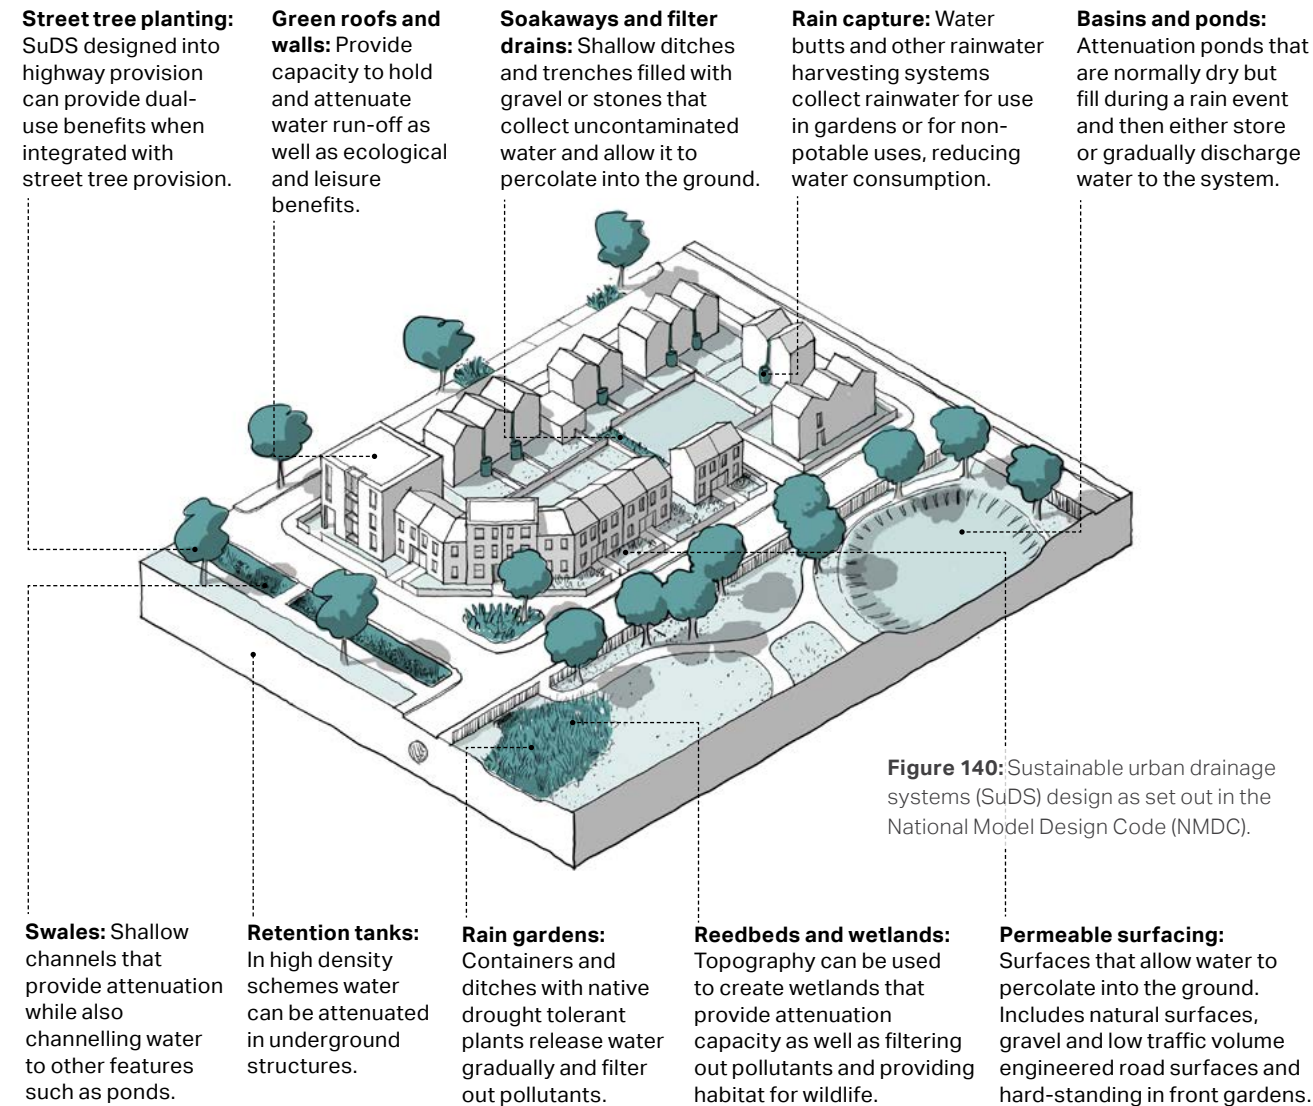 Street tree planting:
SuDS designed into
highway provision
can provide dual-
use benefits when
integrated with
street tree provision.
Green roofs and
walls: Provide
capacity to hold
and attenuate
water run-off as
well as ecological
and leisure
benefits.
Soakaways and filter
drains: Shallow ditches
and trenches filled with
gravel or stones that
collect uncontaminated
water and allow it to
percolate into the ground.
Rain capture: Water
butts and other rainwater
harvesting systems
collect rainwater for use
in gardens or for non-
potable uses, reducing
water consumption.
Basins and ponds:
Attenuation ponds that
are normally dry but
fill during a rain event
and then either store
or gradually discharge
water to the system.
Figure 140: Sustainable urban drainage
systems (SuDS) design as set out in the
National Model Design Code (NMDC).
Swales: Shallow
channels that
provide attenuation
while also
channelling water
to other features
such as ponds.
Retention tanks:
In high density
schemes water
can be attenuated
in underground
structures.
Rain gardens:
Containers and
ditches with native
drought tolerant
plants release water
gradually and filter
out pollutants.
Reedbeds and wetlands:
Topography can be used
to create wetlands that
provide attenuation
capacity as well as filtering
out pollutants and providing
habitat for wildlife.
Permeable surfacing:
Surfaces that allow water to
percolate into the ground.
Includes natural surfaces,
gravel and low traffic volume
engineered road surfaces and
hard-standing in front gardens.